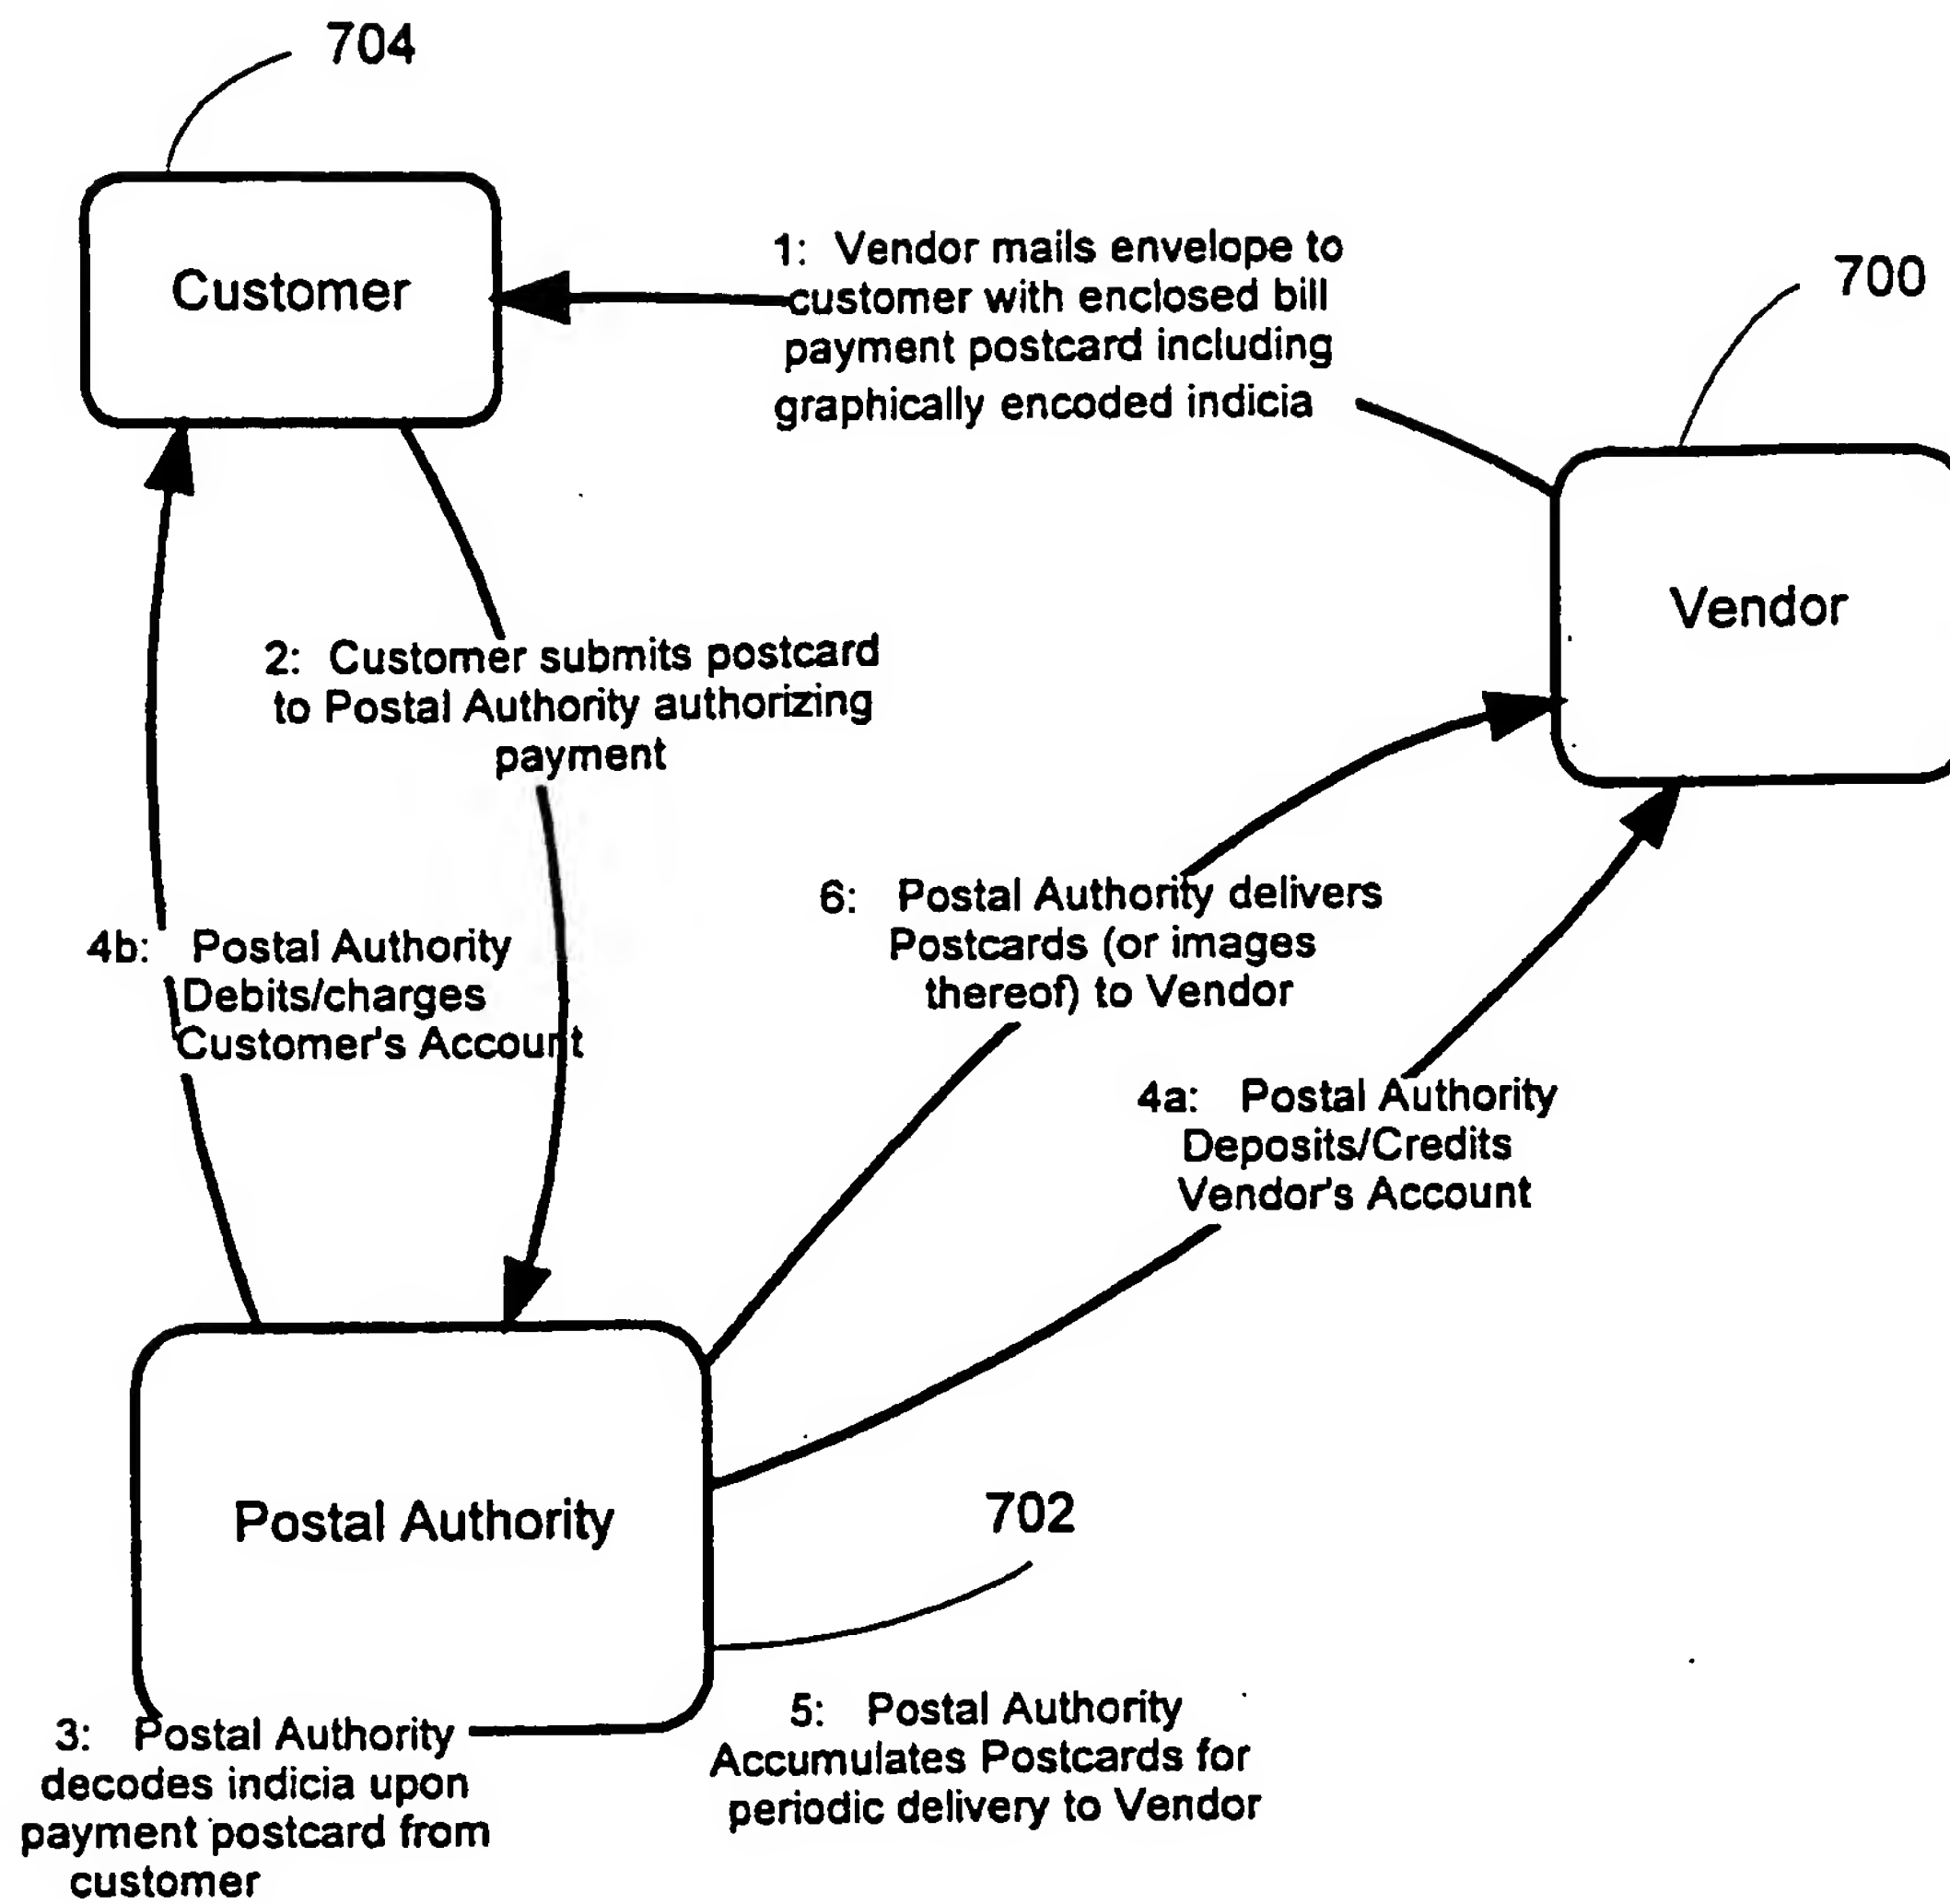 704
Customer
1: Vendor mails envelope to
customer with enclosed bill
payment postcard including
graphically encoded indicia
700
Vendor
2: Customer submits postcard
to Postal Authority authorizing
payment
6: Postal Authority delivers
Postcards (or images
thereof) to Vendor
4b: Postal Authority
Debits/charges
Customer's Account
4a: Postal Authority
Deposits/Credits
Vendor's Account
Postal Authority
702
3: Postal Authority
decodes indicia upon
payment postcard from
customer
5: Postal Authority
Accumulates Postcards for
periodic delivery to Vendor